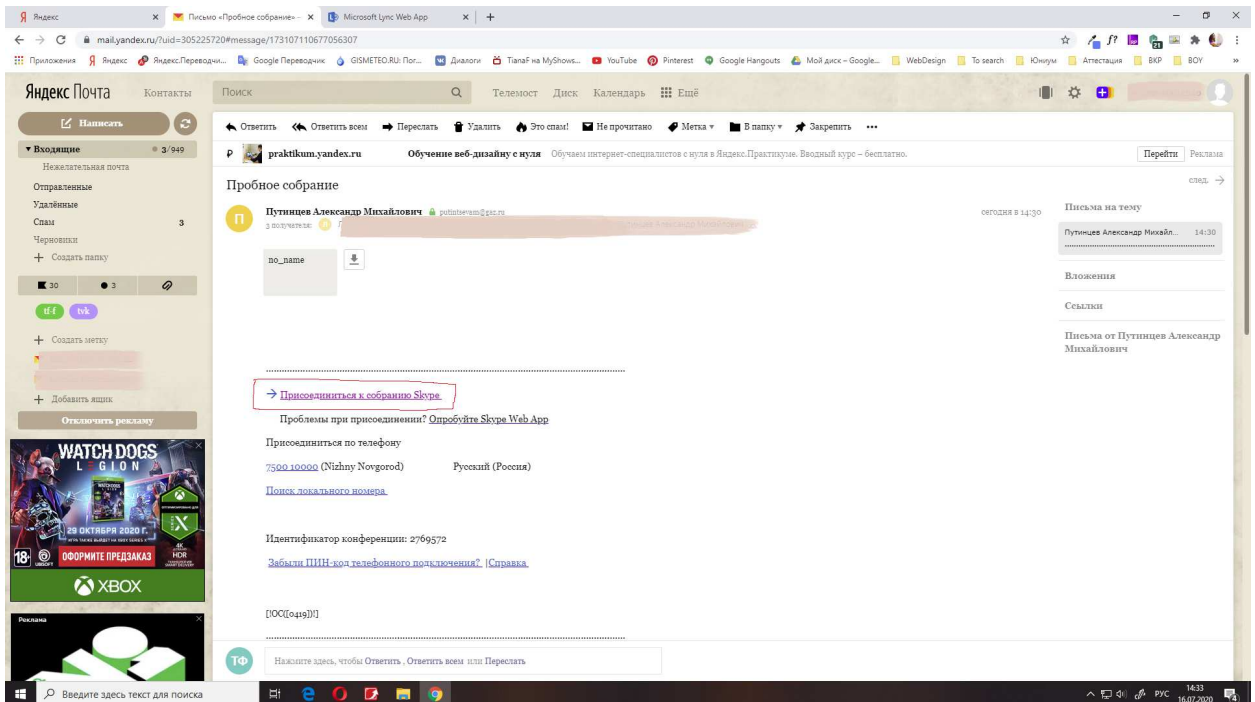 Яндекс
Письмо «Пробное собрание» –
Microsoft Lync Web App
mail.yandex.ru/?uid=305225720#message/173107110677056307
Приложения Яндекс Яндекс.Переводчи... Google Переводчик GISMETEO.RU: Пог... Диалоги TianaF на MyShows... YouTube Pinterest Google Hangouts Мой диск – Google... WebDesign To search Юниум Аттестация BKP BOY »
Яндекс Почта Контакты Поиск Телемост Диск Календарь Ещё
Написать
Ответить Ответить всем Переслать Удалить Это спам! Не прочитано Метка В папку Закрепить •••
Входящие 3/949
Нежелательная почта
Отправленные
Удалённые
Спам 3
Черновики
+ Создать папку
30 3
tf-f tvk
+ Создать метку
+ Добавить ящик
Отключить рекламу
praktikum.yandex.ru Обучение веб-дизайну с нуля Обучаем интернет-специалистов с нуля в Яндекс.Практикуме. Вводный курс – бесплатно. Перейти Реклама
Пробное собрание
след. →
П
Путинцев Александр Михайлович putintsevam@gaz.ru сегодня в 14:30
3 получателя:
no_name
→ Присоединиться к собранию Skype
Проблемы при присоединении? Опробуйте Skype Web App
Присоединиться по телефону
7500 10000 (Nizhny Novgorod) Русский (Россия)
Поиск локального номера
Идентификатор конференции: 2769572
Забыли ПИН-код телефонного подключения? |Справка
[!OC([0419])!]
ТФ
Нажмите здесь, чтобы Ответить , Ответить всем или Переслать
Письма на тему
Путинцев Александр Михайл... 14:30
Вложения
Ссылки
Письма от Путинцев Александр
Михайлович
WATCH DOGS
LEGION
29 ОКТЯБРЯ 2020 Г.
18+ UBISOFT ОФОРМИТЕ ПРЕДЗАКАЗ 4K HDR
XBOX
Реклама
Введите здесь текст для поиска
РУС
14:33
16.07.2020